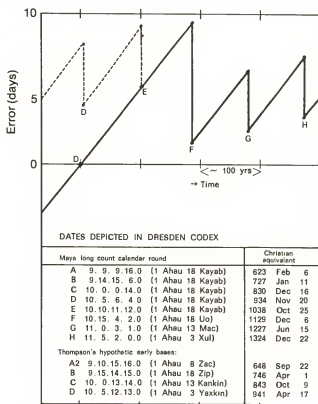 10
Error (days)
5
0
D
D
E
F
G
H
<~ 100 yrs>
→ Time
DATES DEPICTED IN DRESDEN CODEX
Maya long count calendar round Christian equivalent
A 9. 9. 9.16.0 (1 Ahau 18 Kayab) 623 Feb 6
B 9.14.15. 6.0 (1 Ahau 18 Kayab) 727 Jan 11
C 10. 0. 0.14.0 (1 Ahau 18 Kayab) 830 Dec 16
D 10. 5. 6. 4.0 (1 Ahau 18 Kayab) 934 Nov 20
E 10.10.11.12.0 (1 Ahau 18 Kayab) 1038 Oct 25
F 10.15. 4. 2.0 (1 Ahau 18 Uo) 1129 Dec 6
G 11. 0. 3. 1.0 (1 Ahau 13 Mac) 1227 Jun 15
H 11. 5. 2. 0.0 (1 Ahau 3 Xul) 1324 Dec 22
Thompson's hypothetic early bases:
A2 9.10.15.16.0 (1 Ahau 8 Zac) 648 Sep 22
B 9.15.14.15.0 (1 Ahau 18 Zip) 746 Apr 1
C 10. 0.13.14.0 (1 Ahau 13 Kankin) 843 Oct 9
D 10. 5.12.13.0 (1 Ahau 3 Yaxkin) 941 Apr 17